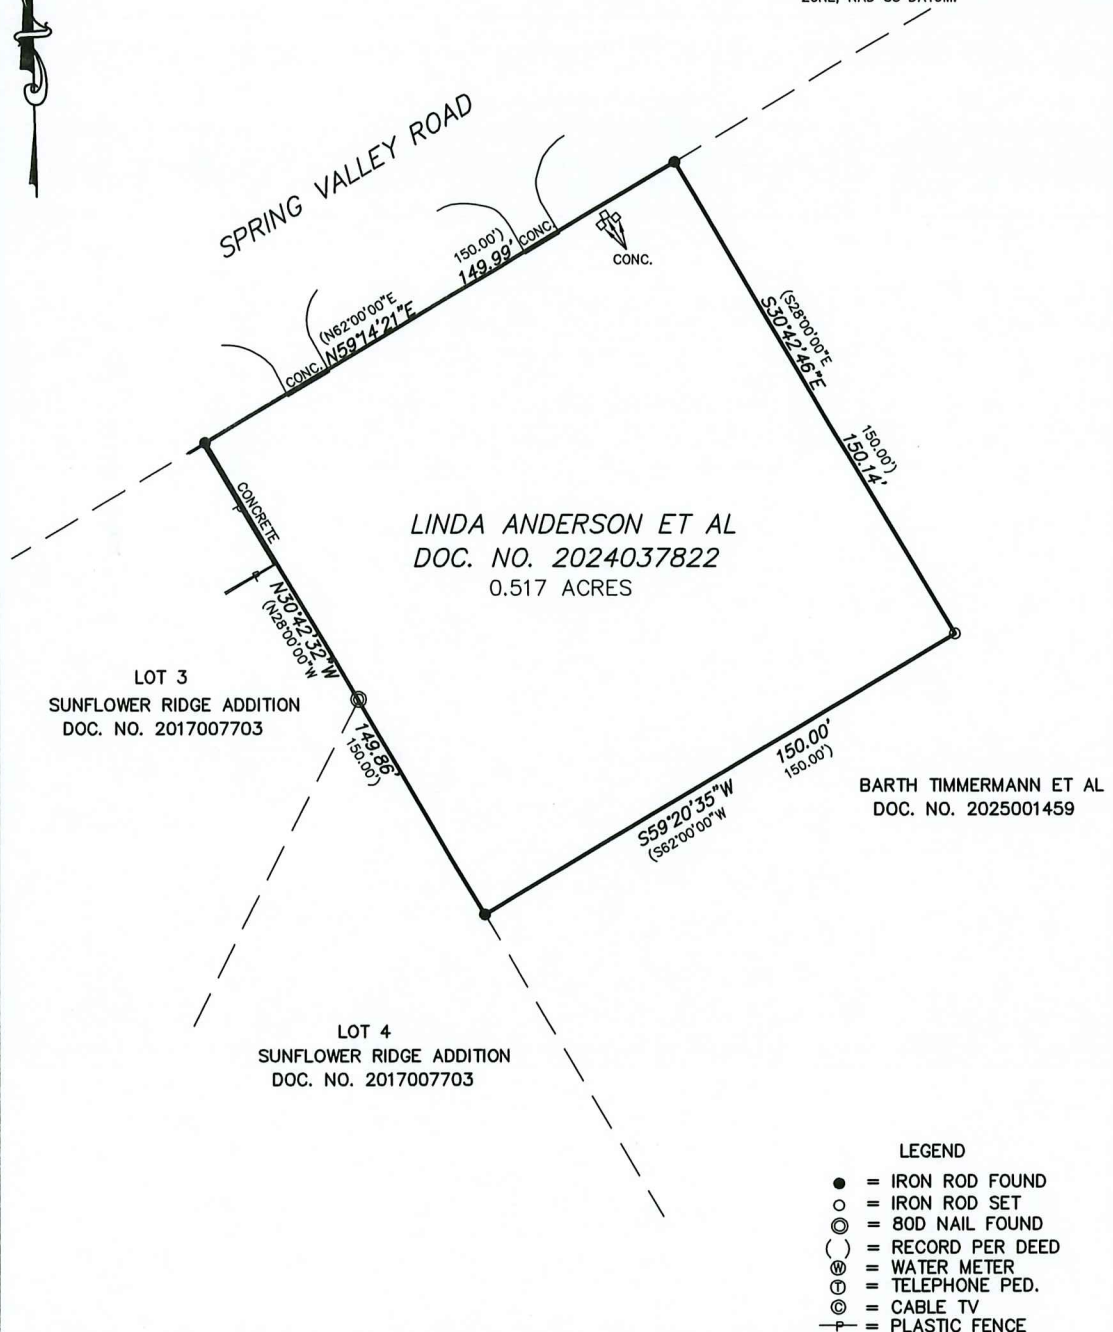 SPRING VALLEY ROAD
150.00')
149.99'
CONC.
CONC.
(N62°00'00"E
N59°14'21"E
CONC.
(S28°00'00"E
S30°42'46"E
150.00')
150.14'
CONCRETE
P
P
LINDA ANDERSON ET AL
DOC. NO. 2024037822
0.517 ACRES
N30°42'32"W
(N28°00'00"W
LOT 3
SUNFLOWER RIDGE ADDITION
DOC. NO. 2017007703
149.86'
150.00')
150.00'
150.00')
S59°20'35"W
(S62°00'00"W
BARTH TIMMERMANN ET AL
DOC. NO. 2025001459
LOT 4
SUNFLOWER RIDGE ADDITION
DOC. NO. 2017007703
LEGEND
● = IRON ROD FOUND
○ = IRON ROD SET
◎ = 80D NAIL FOUND
( ) = RECORD PER DEED
Ⓦ = WATER METER
Ⓣ = TELEPHONE PED.
© = CABLE TV
—P— = PLASTIC FENCE